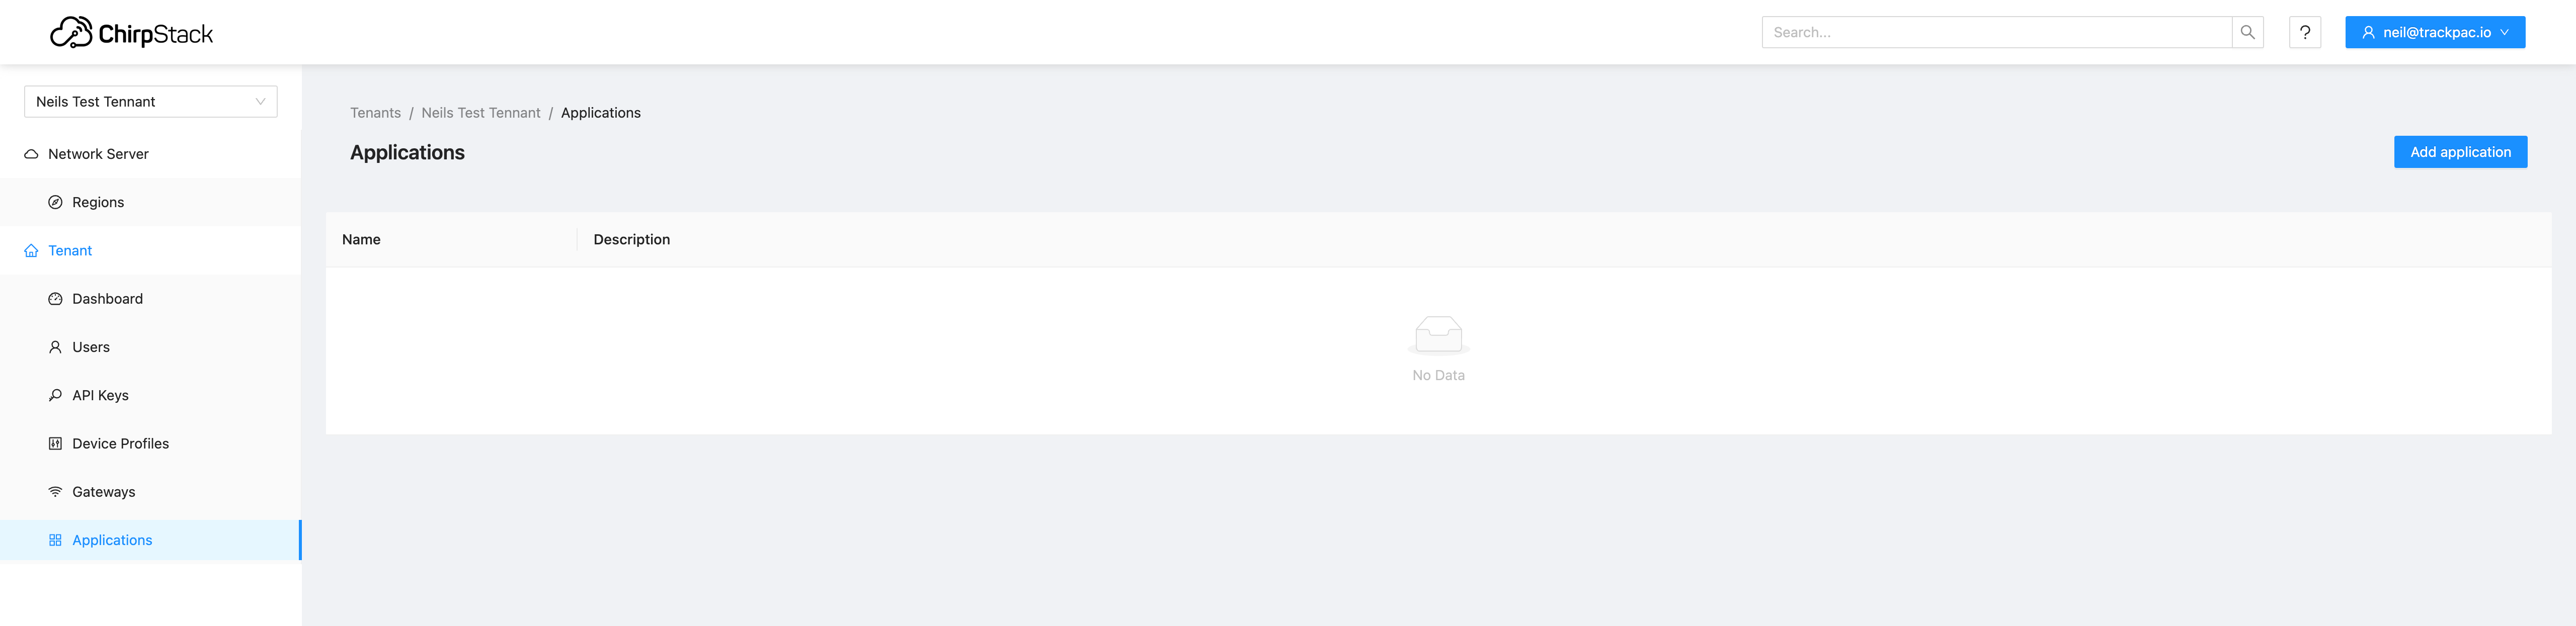 ChirpStack
Search...
?
neil@trackpac.io
Neils Test Tennant
Network Server
Regions
Tenant
Dashboard
Users
API Keys
Device Profiles
Gateways
Applications
Tenants / Neils Test Tennant / Applications
Applications
Add application
Name Description
No Data